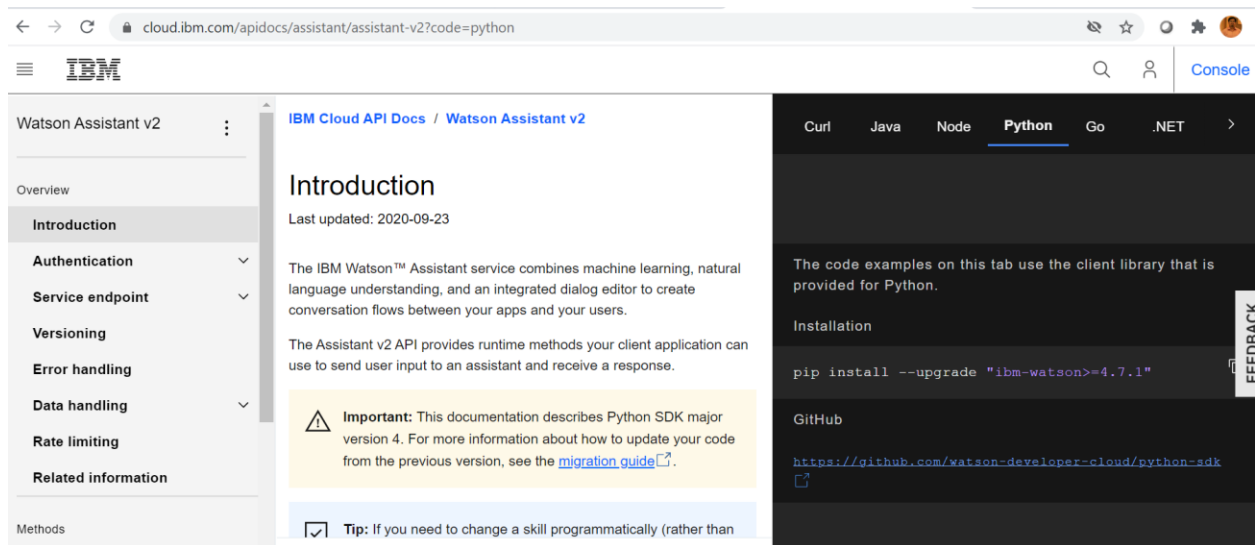 cloud.ibm.com/apidocs/assistant/assistant-v2?code=python
IBM
Console
Watson Assistant v2
Overview
Introduction
Authentication
Service endpoint
Versioning
Error handling
Data handling
Rate limiting
Related information
Methods
IBM Cloud API Docs / Watson Assistant v2
Introduction
Last updated: 2020-09-23
The IBM Watson™ Assistant service combines machine learning, natural
language understanding, and an integrated dialog editor to create
conversation flows between your apps and your users.
The Assistant v2 API provides runtime methods your client application can
use to send user input to an assistant and receive a response.
Important: This documentation describes Python SDK major
version 4. For more information about how to update your code
from the previous version, see the migration guide.
Tip: If you need to change a skill programmatically (rather than
Curl Java Node Python Go .NET
The code examples on this tab use the client library that is
provided for Python.
Installation
pip install --upgrade "ibm-watson>=4.7.1"
GitHub
https://github.com/watson-developer-cloud/python-sdk
FEEDBACK